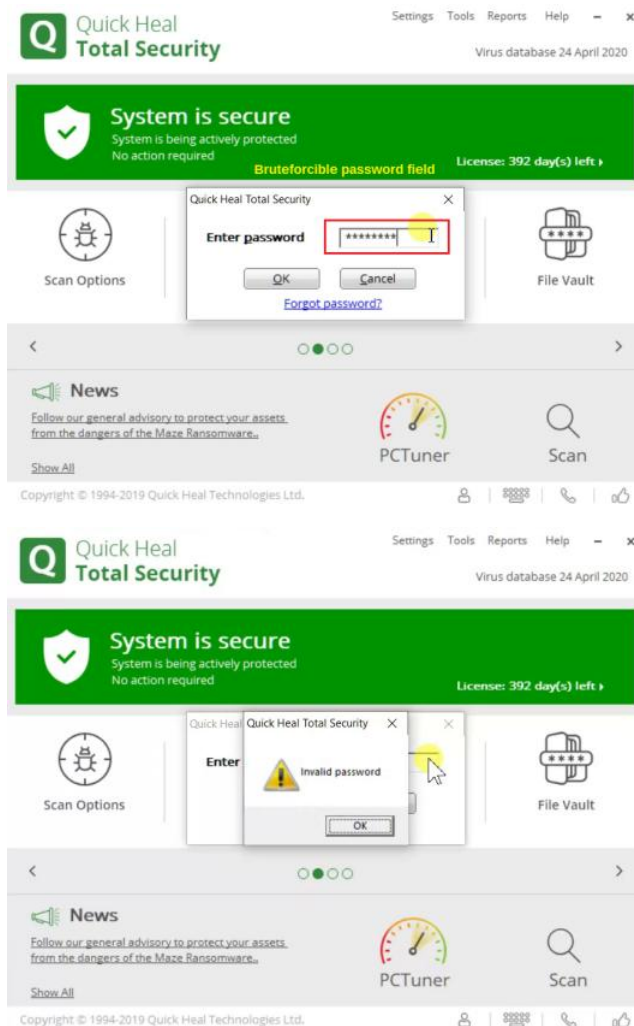 Quick Heal
Total Security
Settings Tools Reports Help
Virus database 24 April 2020
System is secure
System is being actively protected
No action required
Bruteforcible password field
License: 392 day(s) left
Quick Heal Total Security
Enter password ********
OK Cancel
Forgot password?
Scan Options
File Vault
News
Follow our general advisory to protect your assets
from the dangers of the Maze Ransomware..
Show All
PCTuner
Scan
Copyright © 1994-2019 Quick Heal Technologies Ltd.
Quick Heal
Total Security
Settings Tools Reports Help
Virus database 24 April 2020
System is secure
System is being actively protected
No action required
License: 392 day(s) left
Quick Heal
Quick Heal Total Security
Enter
Invalid password
OK
Scan Options
File Vault
News
Follow our general advisory to protect your assets
from the dangers of the Maze Ransomware..
Show All
PCTuner
Scan
Copyright © 1994-2019 Quick Heal Technologies Ltd.